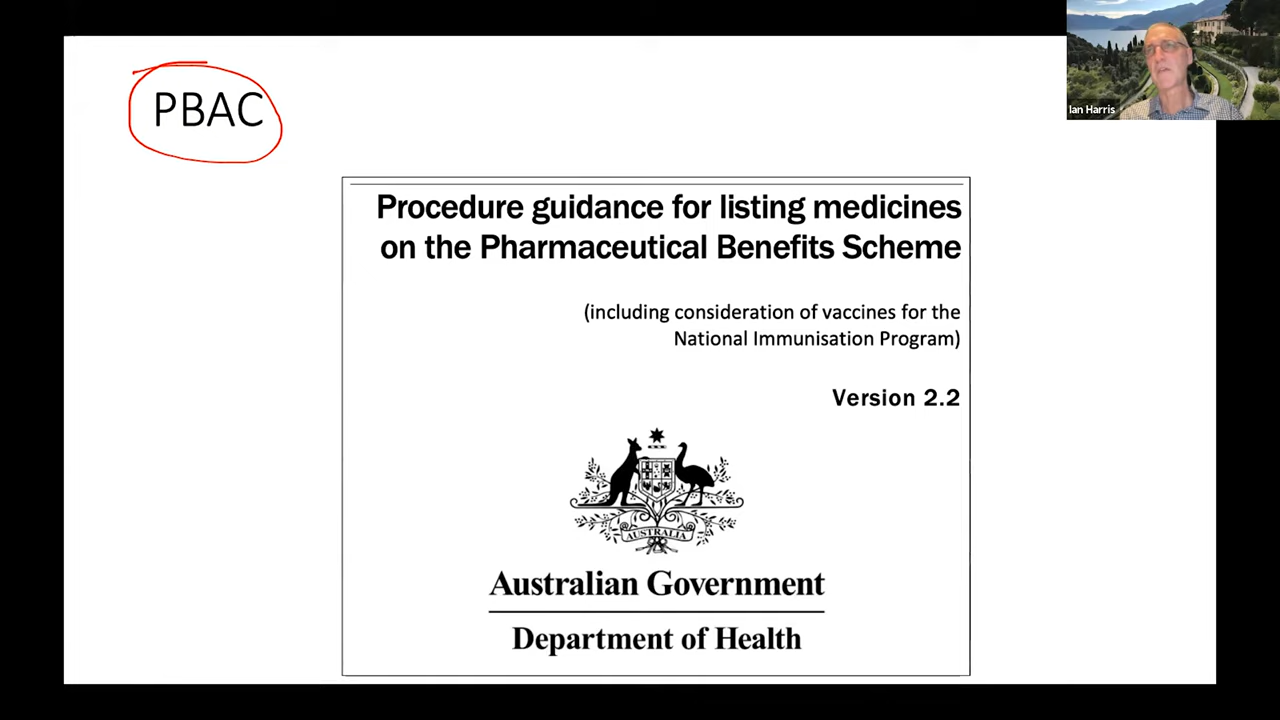 PBAC
Ian Harris
Procedure guidance for listing medicines
on the Pharmaceutical Benefits Scheme
(including consideration of vaccines for the
National Immunisation Program)
Version 2.2
AUSTRALIA
Australian Government
Department of Health